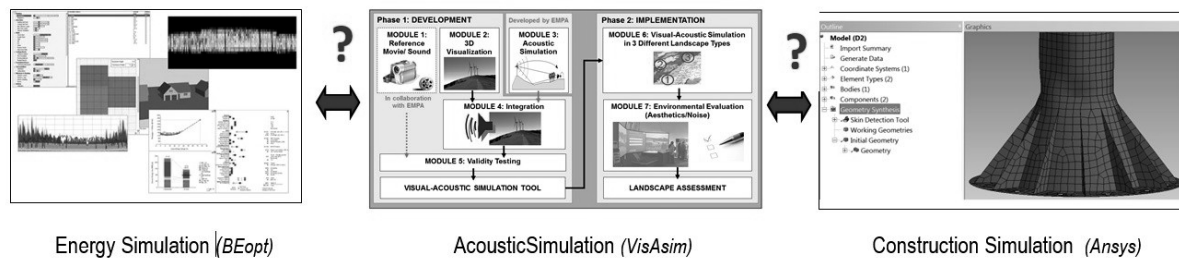 ?
Phase 1: DEVELOPMENT
Developed by EMPA
MODULE 1:
Reference
Movie/ Sound
MODULE 2:
3D
Visualization
MODULE 3:
Acoustic
Simulation
In collaboration
with EMPA
MODULE 4: Integration
MODULE 5: Validity Testing
VISUAL-ACOUSTIC SIMULATION TOOL
Phase 2: IMPLEMENTATION
MODULE 6: Visual-Acoustic Simulation
in 3 Different Landscape Types
2
3
1
MODULE 7: Environmental Evaluation
(Aesthetics/Noise)
LANDSCAPE ASSESSMENT
?
Outline
Model (D2)
Import Summary
Generate Data
Coordinate Systems (1)
Element Types (2)
Bodies (1)
Components (2)
Geometry Synthesis
Skin Detection Tool
Working Geometries
Initial Geometry
Geometry
Graphics
Energy Simulation (BEopt)
AcousticSimulation (VisAsim)
Construction Simulation (Ansys)